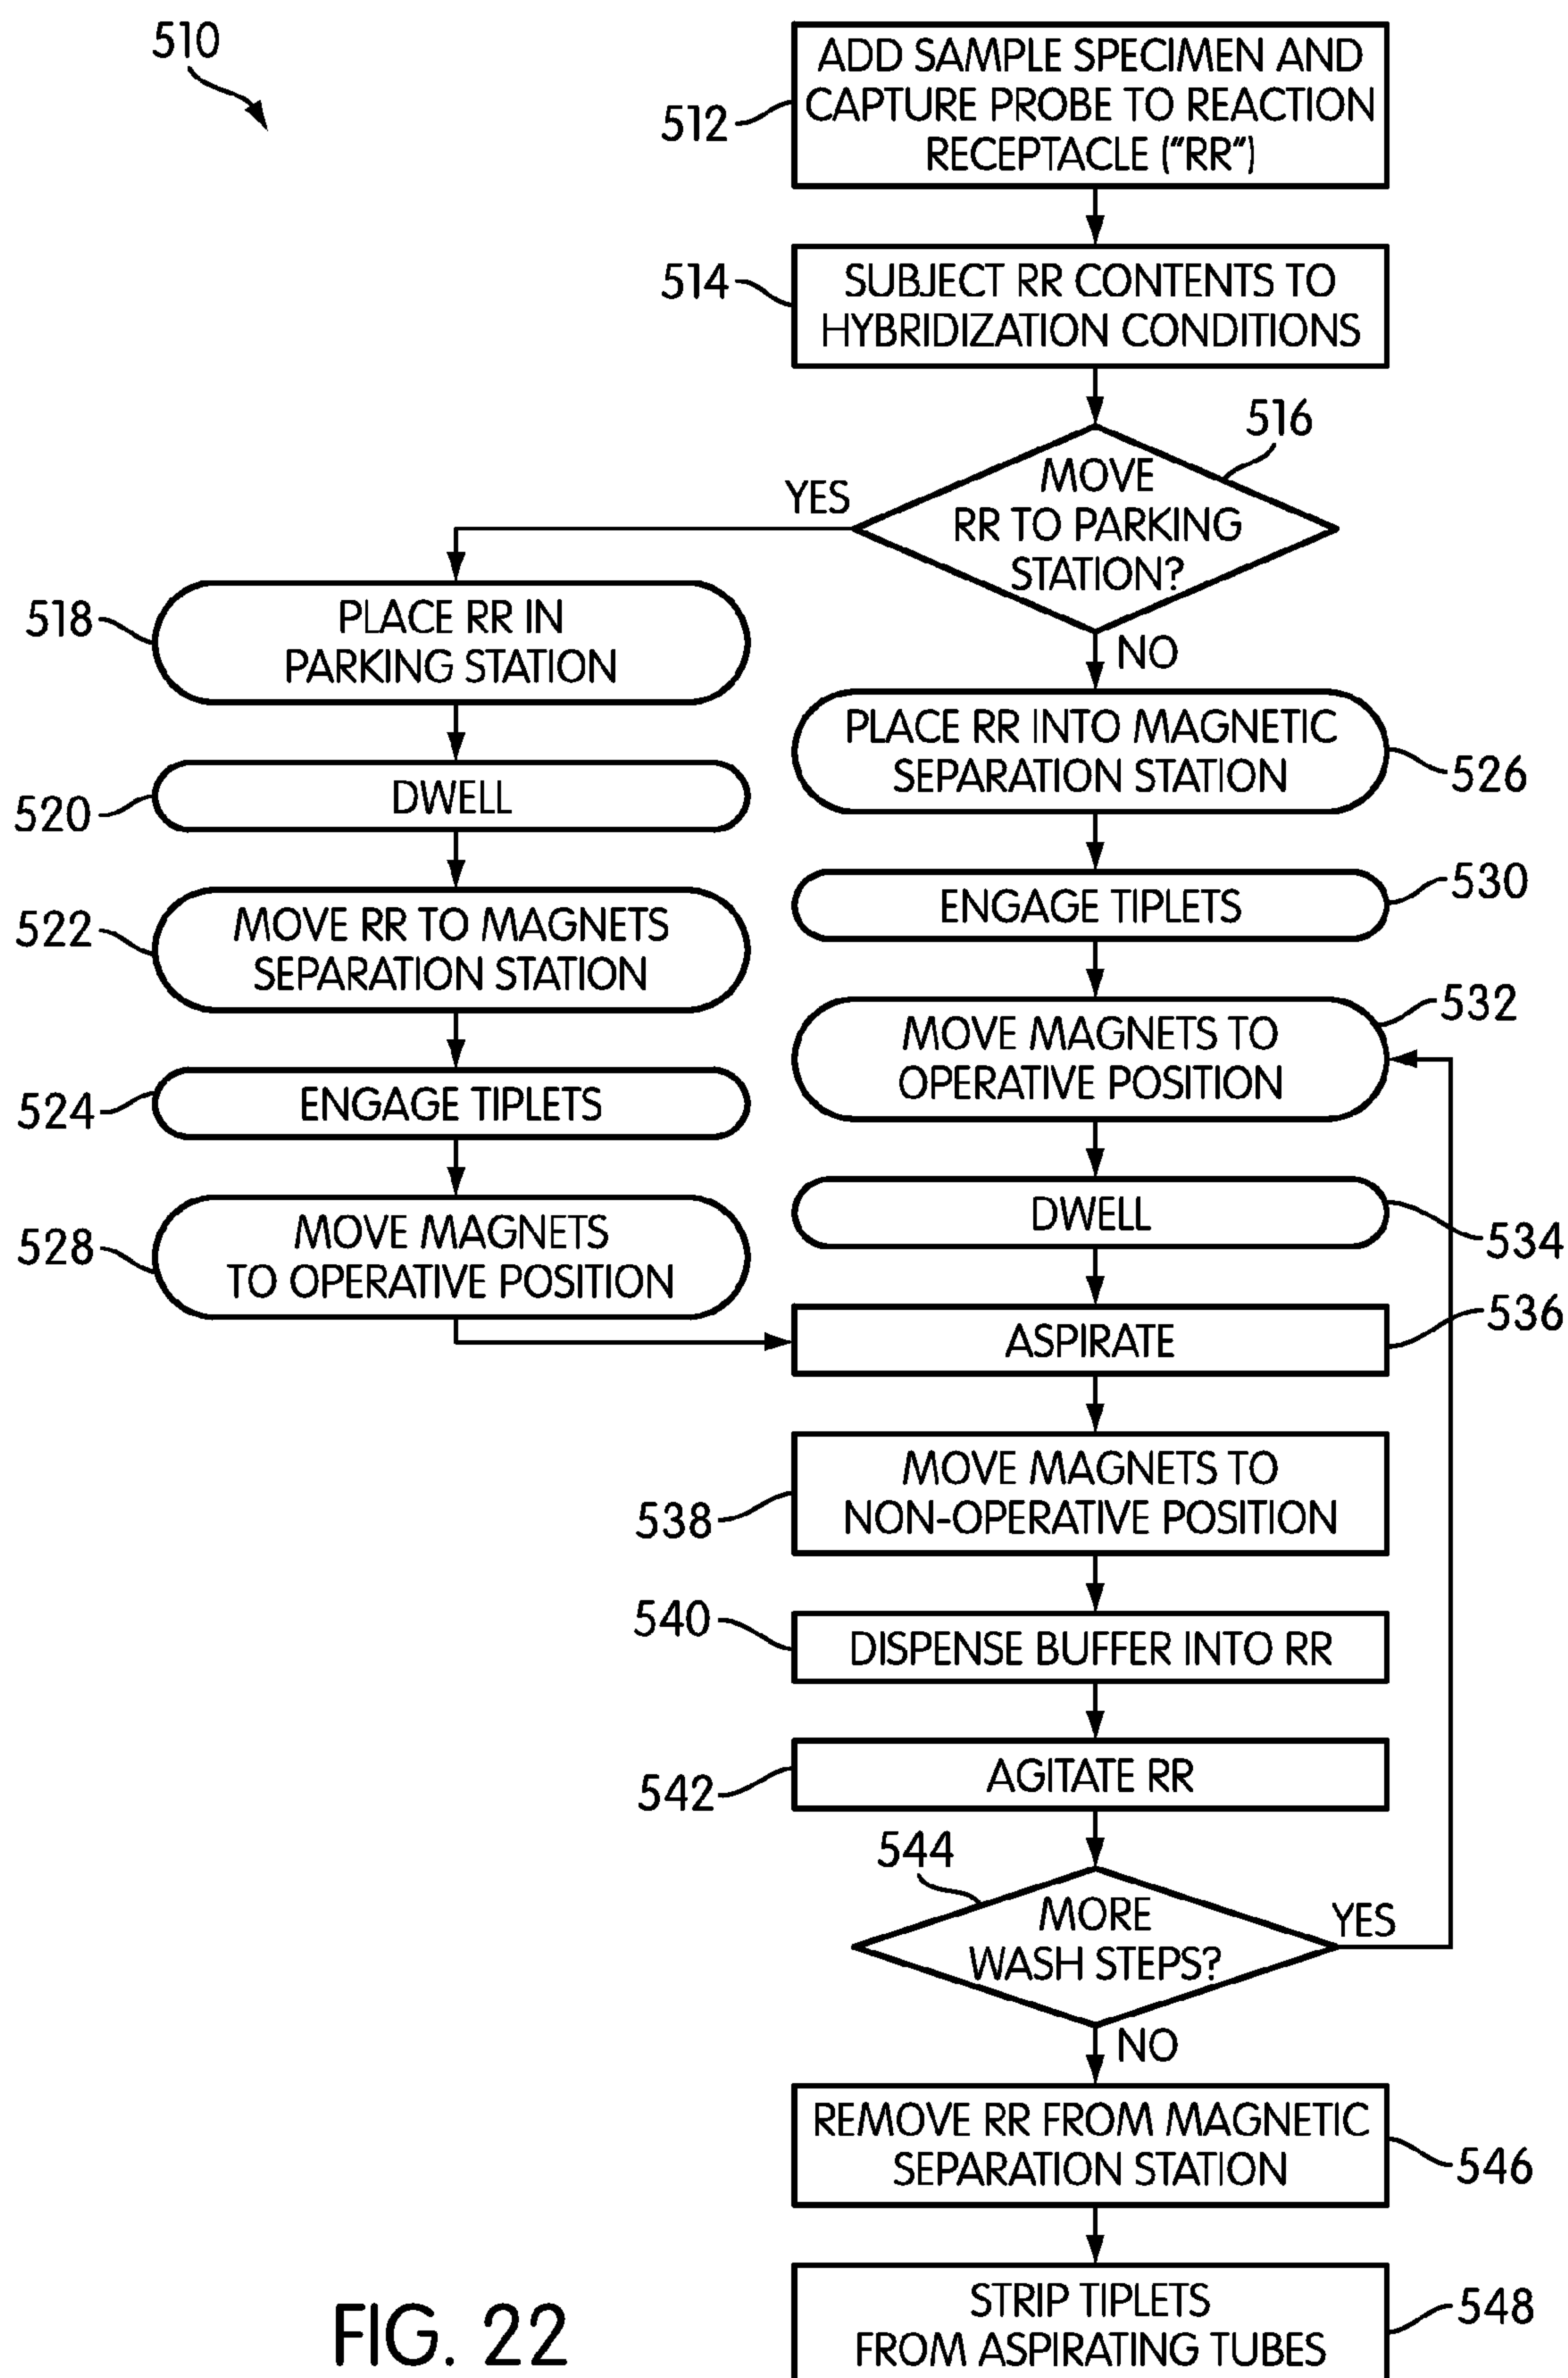 510
512
ADD SAMPLE SPECIMEN AND
CAPTURE PROBE TO REACTION
RECEPTACLE ("RR")
514
SUBJECT RR CONTENTS TO
HYBRIDIZATION CONDITIONS
516
MOVE
RR TO PARKING
STATION?
YES
NO
518
PLACE RR IN
PARKING STATION
520
DWELL
522
MOVE RR TO MAGNETS
SEPARATION STATION
524
ENGAGE TIPLETS
528
MOVE MAGNETS
TO OPERATIVE POSITION
PLACE RR INTO MAGNETIC
SEPARATION STATION
526
ENGAGE TIPLETS
530
MOVE MAGNETS TO
OPERATIVE POSITION
532
DWELL
534
ASPIRATE
536
538
MOVE MAGNETS TO
NON-OPERATIVE POSITION
540
DISPENSE BUFFER INTO RR
542
AGITATE RR
544
MORE
WASH STEPS?
YES
NO
REMOVE RR FROM MAGNETIC
SEPARATION STATION
546
STRIP TIPLETS
FROM ASPIRATING TUBES
548
FIG. 22